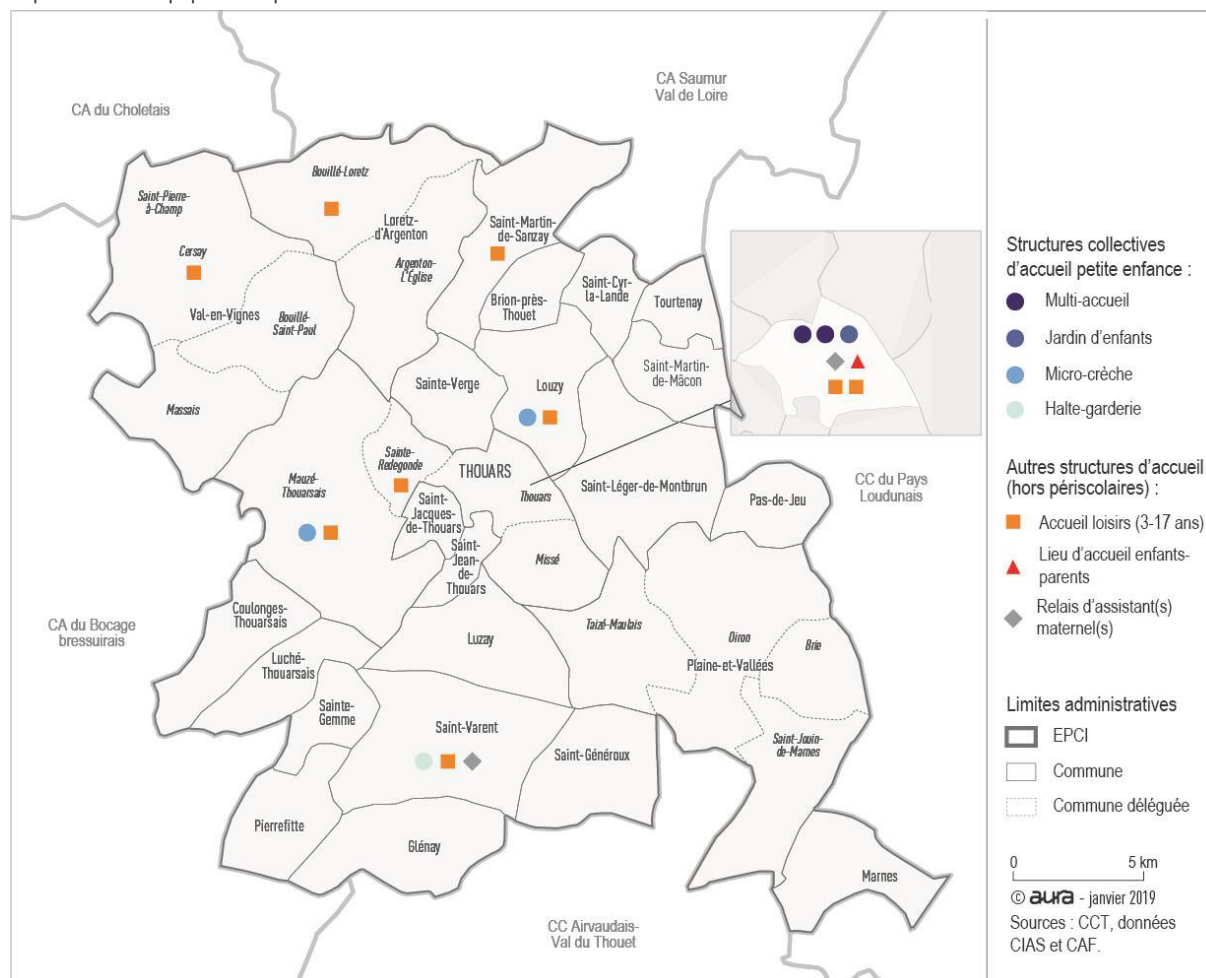 CA Saumur
Val de Loire
CA du Choletais
Bouillé-Loretz
Saint-Pierre-
à-Champ
Loretz-
d'Argenton
Saint-Martin-
de-Sanzay
Cersay
Argenton-
L'Église
Saint-Cyr-
la-Lande
Tourtenay
Brion-près-
Thouet
Val-en-Vignes
Bouillé-
Saint-Paul
Saint-Martin-
de-Mâcon
Sainte-Verge
Louzy
Massais
Sainte-
Radegonde
THOUARS
Mauzé-
Thouarsais
Thouars
Saint-Léger-de-Montbrun
Pas-de-Jeu
CC du Pays
Loudunais
Saint-
Jacques-
de-Thouars
Saint-
Jean-
de-
Thouars
Missé
Coulonges-
Thouarsais
CA du Bocage
bressuirais
Taizé-Maulais
Oiron
Brie
Luzay
Luché-
Thouarsais
Plaine-et-Vallées
Sainte-
Gemme
Saint-Varent
Saint-Jouin-
de-Marnes
Saint-Généroux
Pierrefitte
Glénay
Marnes
CC Airvaudais-
Val du Thouet
Structures collectives
d'accueil petite enfance :
Multi-accueil
Jardin d'enfants
Micro-crèche
Halte-garderie
Autres structures d'accueil
(hors périscolaires) :
Accueil loisirs (3-17 ans)
Lieu d'accueil enfants-
parents
Relais d'assistant(s)
maternel(s)
Limites administratives
EPCI
Commune
Commune déléguée
0 5 km
© aura - janvier 2019
Sources : CCT, données
CIAS et CAF.